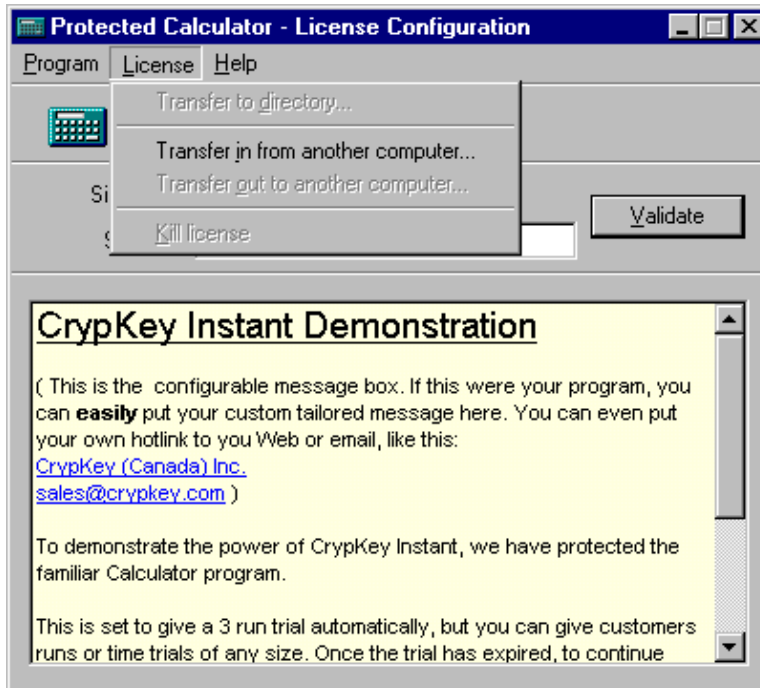 Protected Calculator - License Configuration
Program License Help
Transfer to directory...
Transfer in from another computer...
Transfer out to another computer...
Kill license
Si
Validate
CrypKey Instant Demonstration
( This is the configurable message box. If this were your program, you
can easily put your custom tailored message here. You can even put
your own hotlink to you Web or email, like this:
CrypKey (Canada) Inc.
sales@crypkey.com )
To demonstrate the power of CrypKey Instant, we have protected the
familiar Calculator program.
This is set to give a 3 run trial automatically, but you can give customers
runs or time trials of any size. Once the trial has expired, to continue